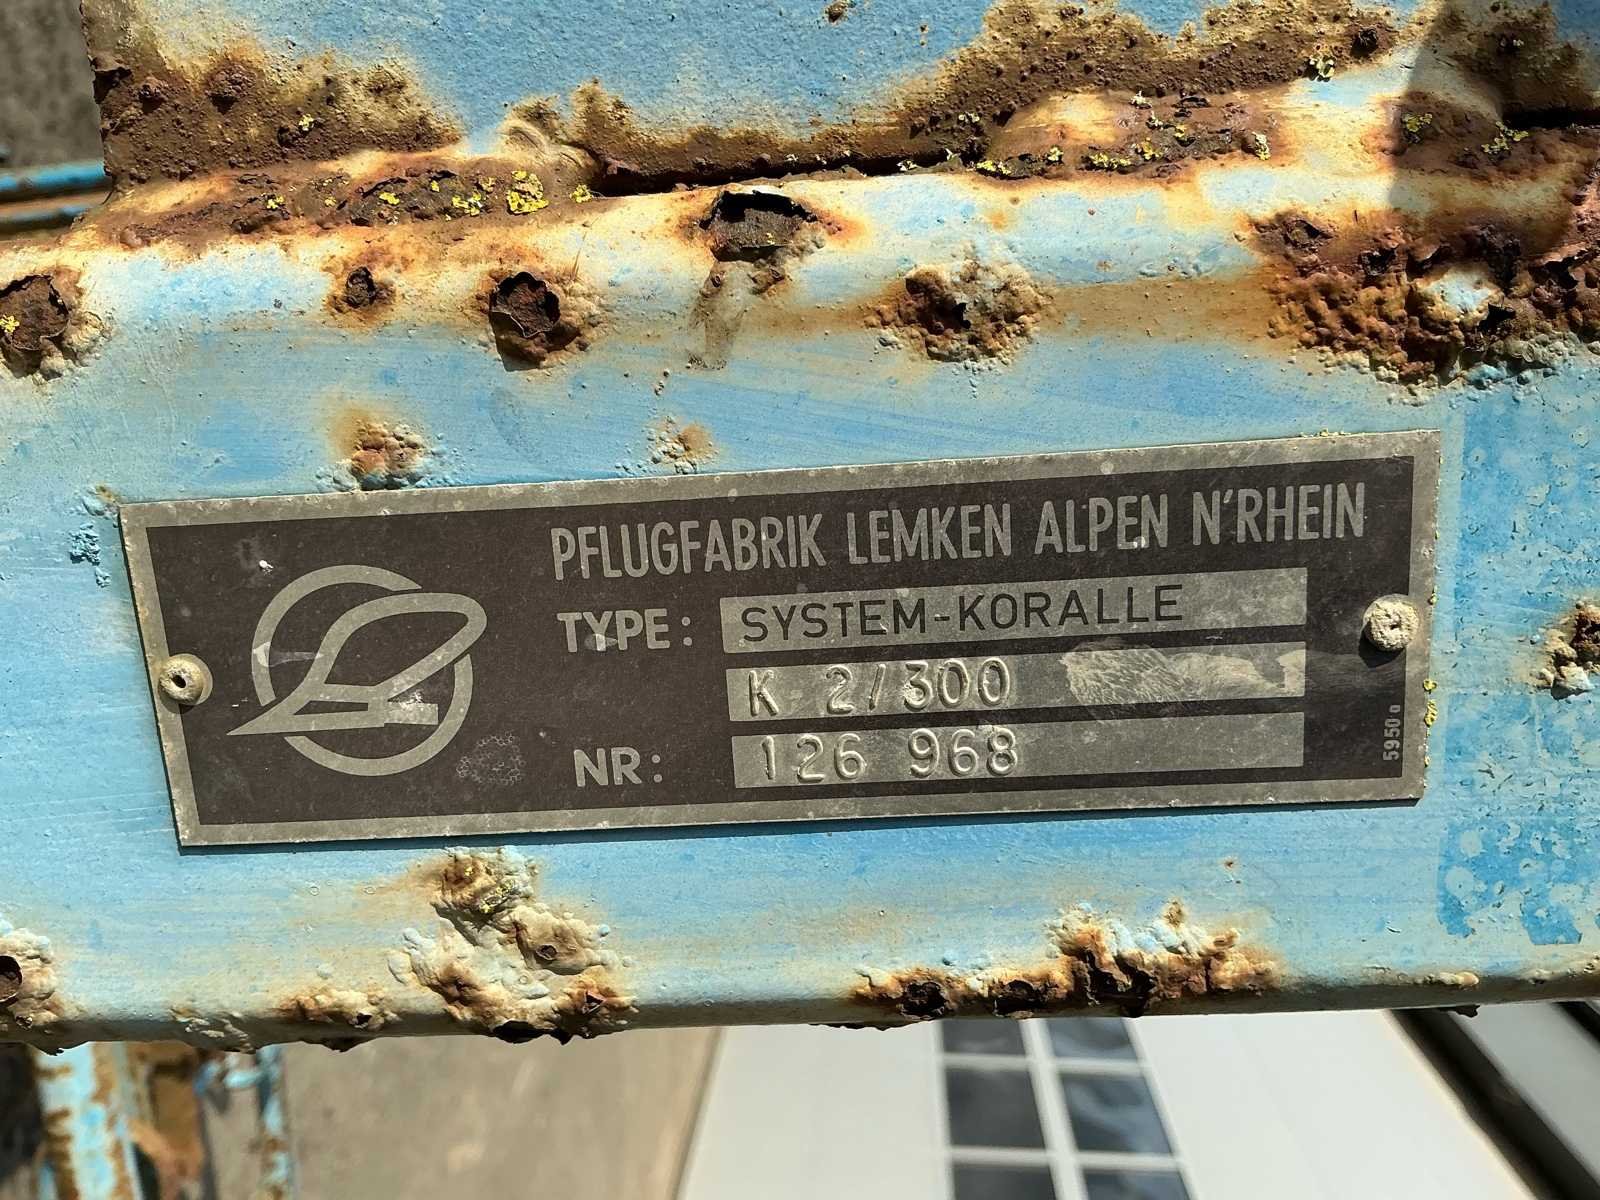 PFLUGFABRIK LEMKEN ALPEN N'RHEIN
TYPE: SYSTEM-KORALLE
K 2/300
NR: 126 968
5950 a